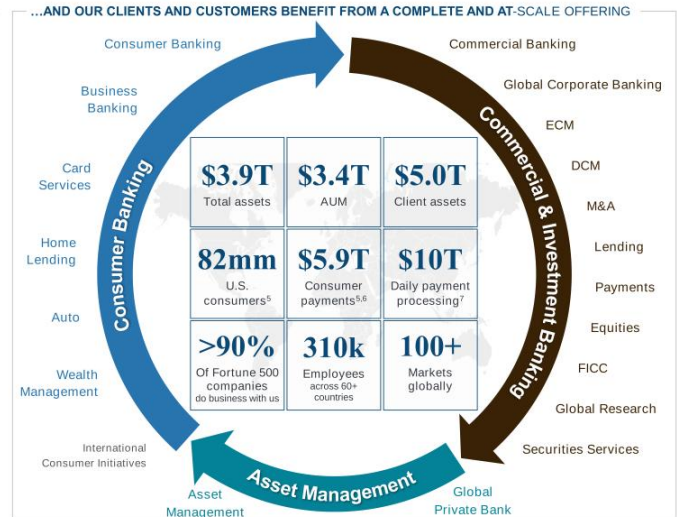 ...AND OUR CLIENTS AND CUSTOMERS BENEFIT FROM A COMPLETE AND AT-SCALE OFFERING
Consumer Banking
Business
Banking
Card
Services
Home
Lending
Auto
Wealth
Management
International
Consumer Initiatives
Consumer Banking
$3.9T
Total assets
$3.4T
AUM
$5.0T
Client assets
82mm
U.S.
consumers⁵
$5.9T
Consumer
payments⁵,⁶
$10T
Daily payment
processing⁷
>90%
Of Fortune 500
companies
do business with us
310k
Employees
across 60+
countries
100+
Markets
globally
Commercial & Investment Banking
Commercial Banking
Global Corporate Banking
ECM
DCM
M&A
Lending
Payments
Equities
FICC
Global Research
Securities Services
Asset Management
Asset
Management
Global
Private Bank